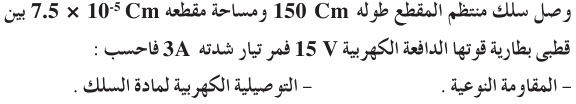 وصل سلك منتظم المقطع طوله 150 Cm ومساحة مقطعه 7.5 × 10-5 Cm بين
قطبى بطارية قوتها الدافعة الكهربية 15 V فمر تيار شدته 3A فاحسب :
– المقاومة النوعية . – التوصيلية الكهربية لمادة السلك .